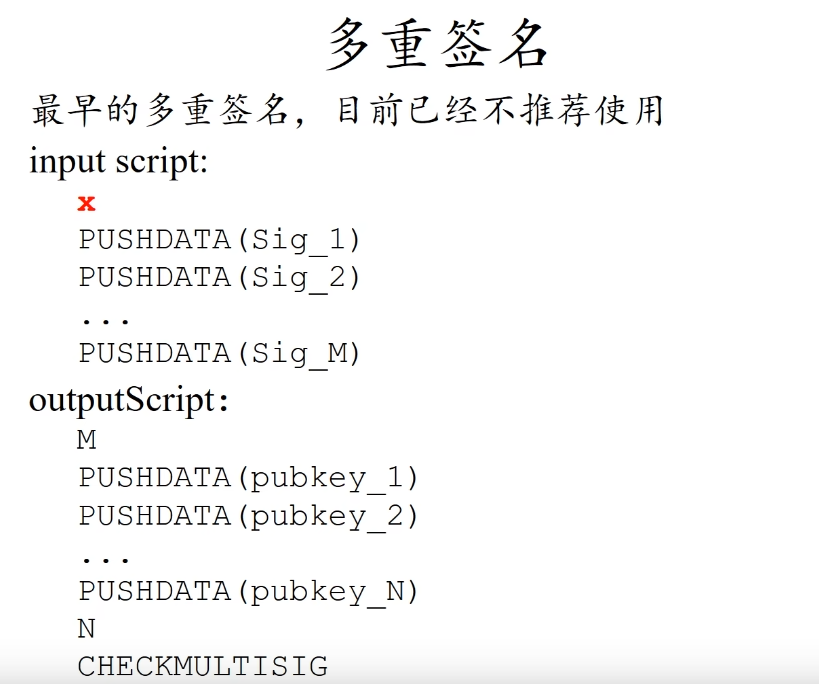 多重签名
最早的多重签名，目前已经不推荐使用
input script:
x
PUSHDATA(Sig_1)
PUSHDATA(Sig_2)
...
PUSHDATA(Sig_M)
outputScript：
M
PUSHDATA(pubkey_1)
PUSHDATA(pubkey_2)
...
PUSHDATA(pubkey_N)
N
CHECKMULTISIG